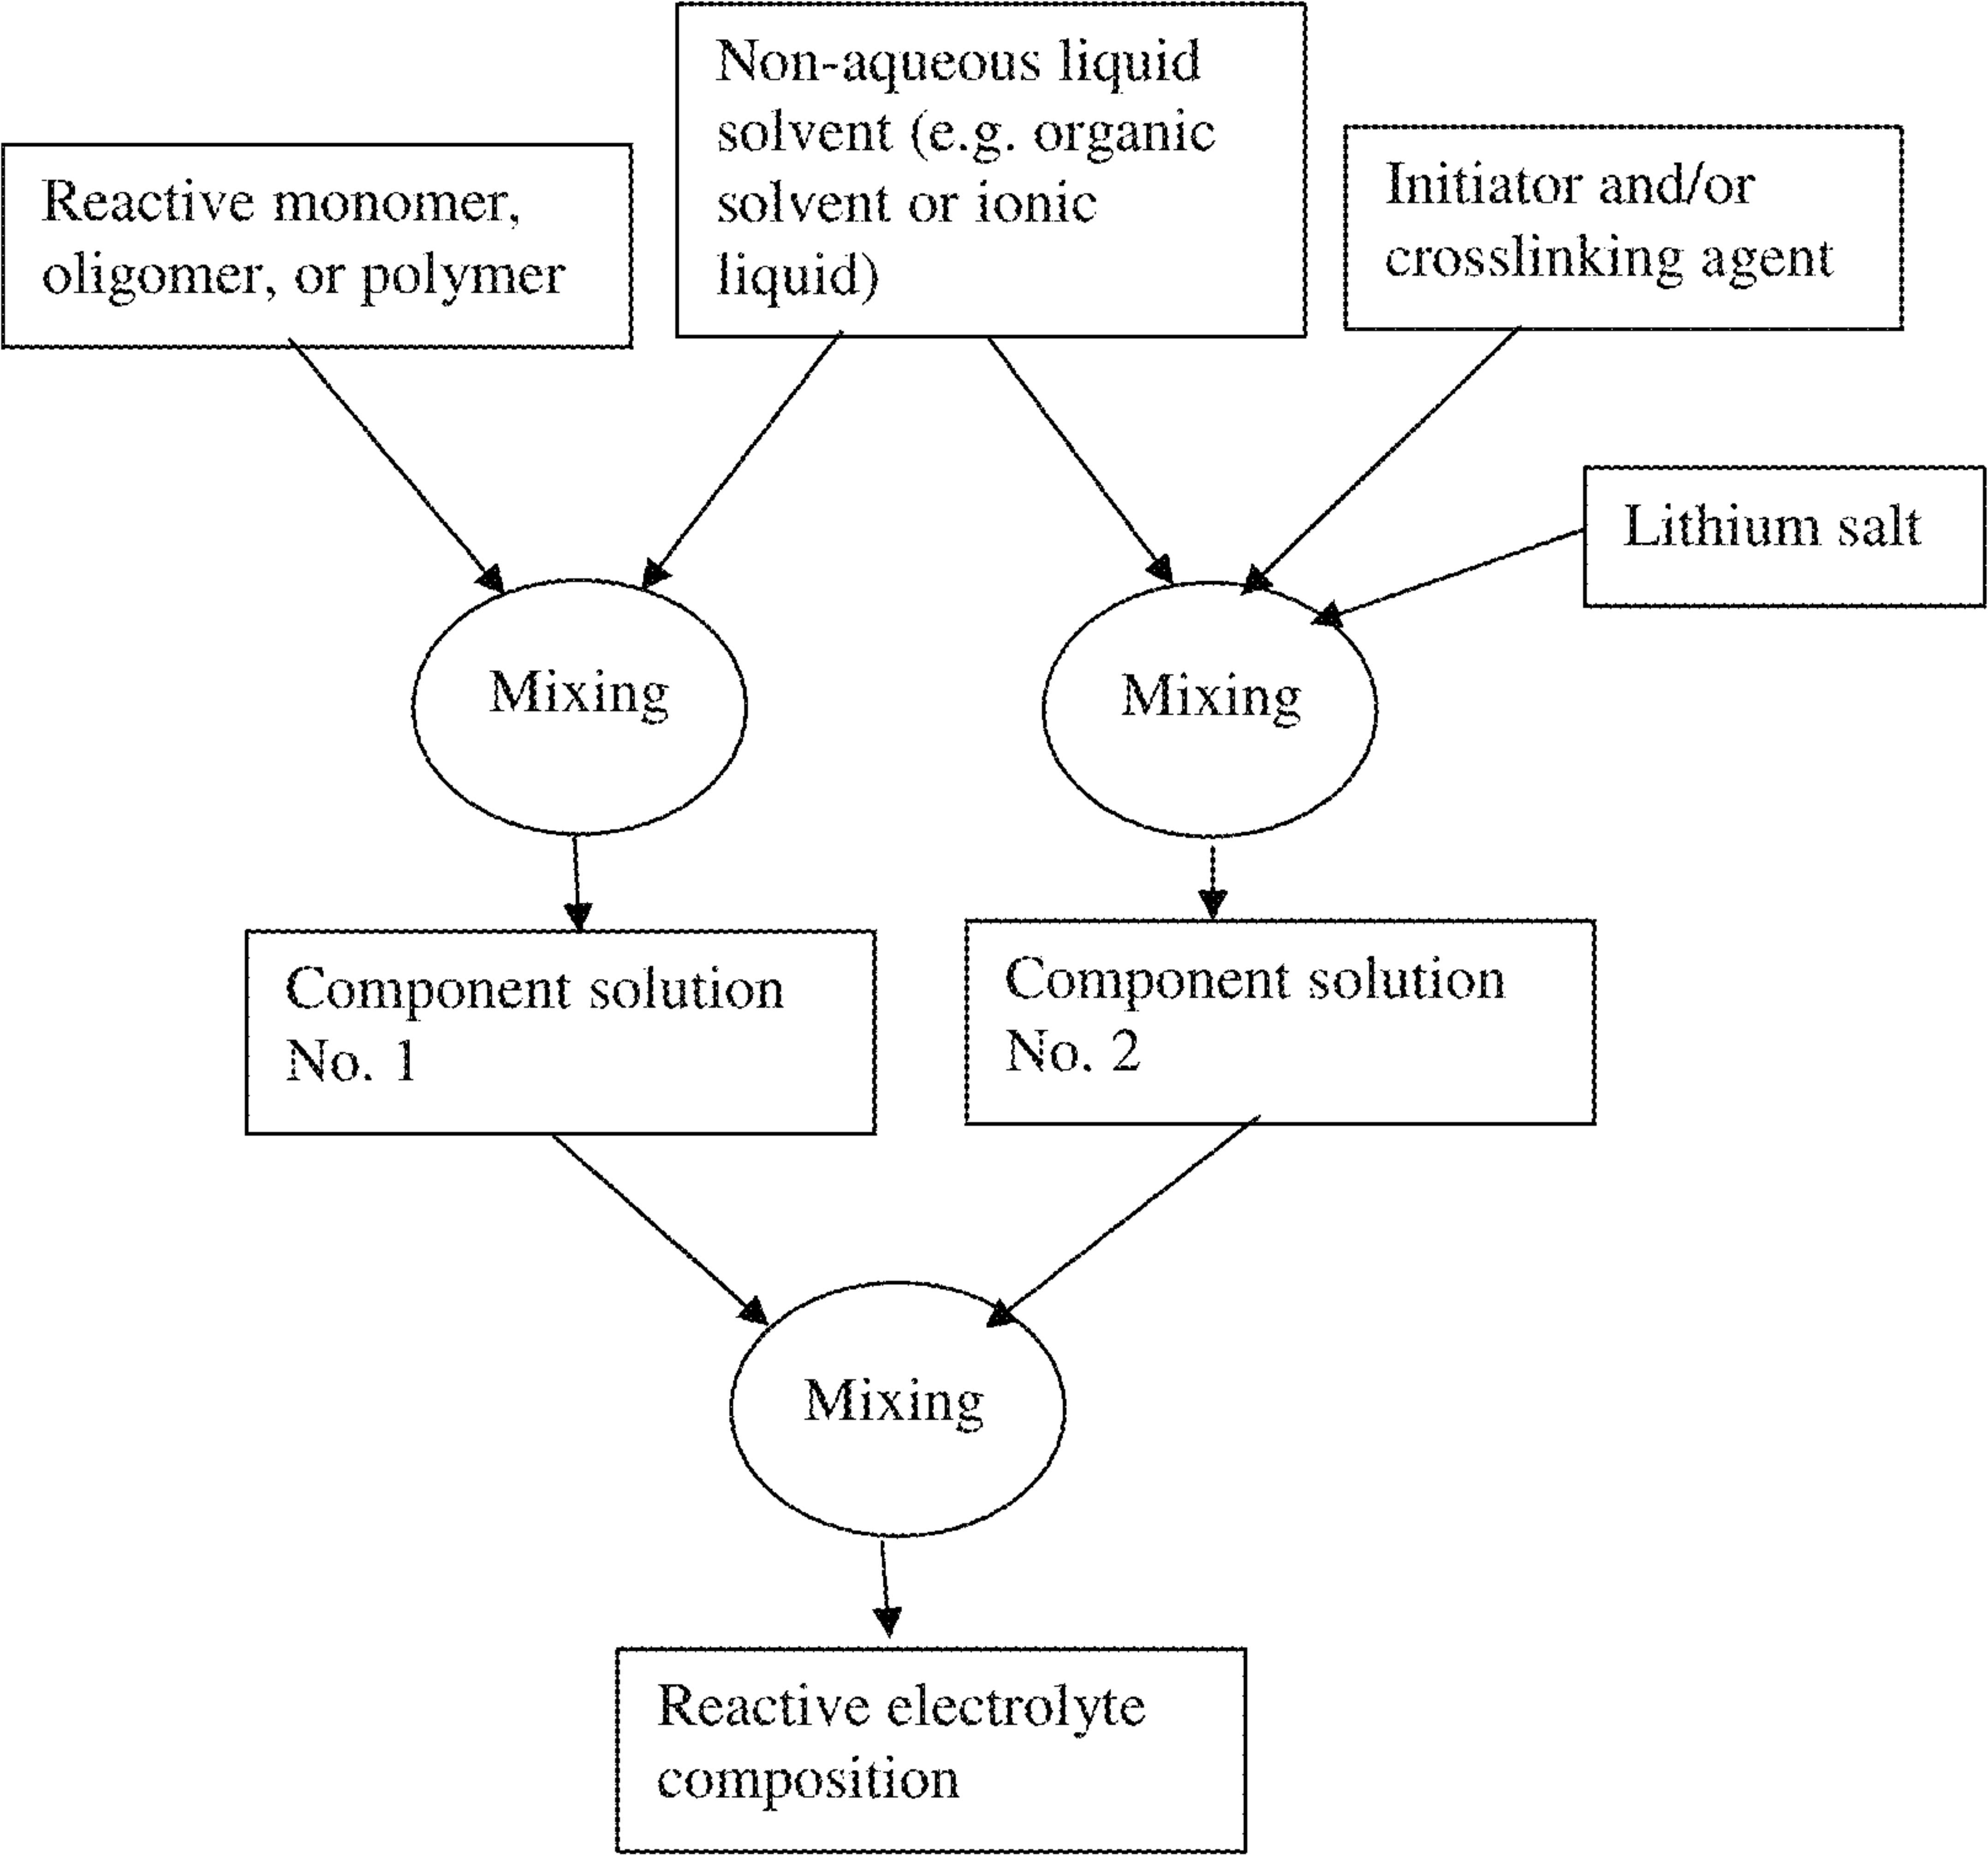 Non-aqueous liquid
solvent (e.g. organic
solvent or ionic
liquid)
Reactive monomer,
oligomer, or polymer
Initiator and/or
crosslinking agent
Lithium salt
Mixing
Mixing
Component solution
No. 1
Component solution
No. 2
Mixing
Reactive electrolyte
composition